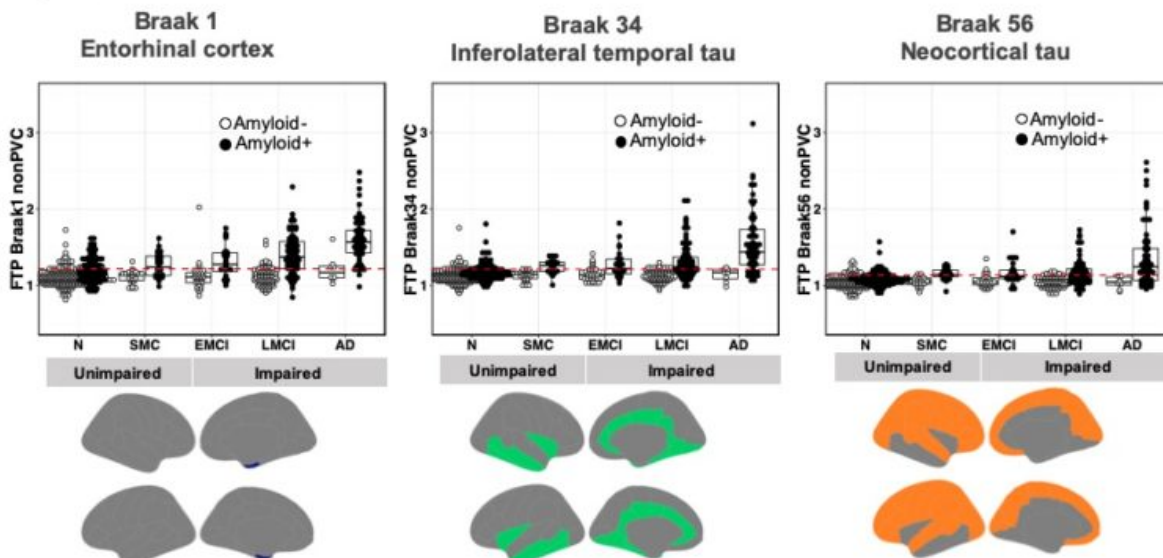 Braak 1
Entorhinal cortex
FTP Braak1 nonPVC
3
2
1
Amyloid-
Amyloid+
N SMC EMCI LMCI AD
Unimpaired Impaired
Braak 34
Inferolateral temporal tau
FTP Braak34 nonPVC
3
2
1
Amyloid-
Amyloid+
N SMC EMCI LMCI AD
Unimpaired Impaired
Braak 56
Neocortical tau
FTP Braak56 nonPVC
3
2
1
Amyloid-
Amyloid+
N SMC EMCI LMCI AD
Unimpaired Impaired